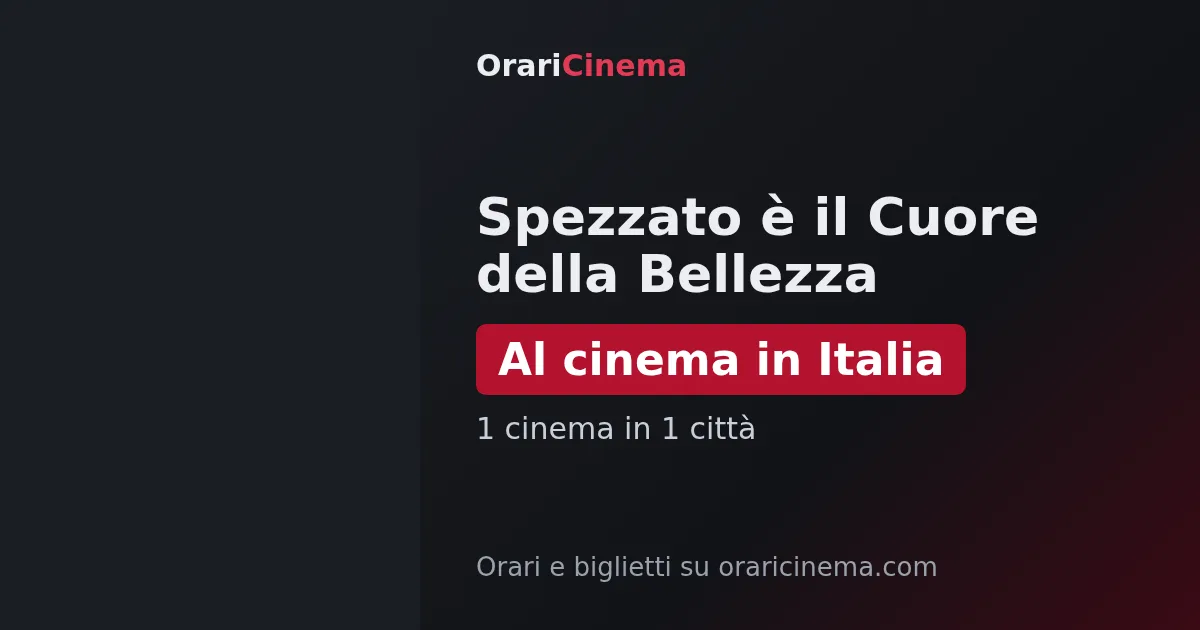 OrariCinema
Spezzato è il Cuore
della Bellezza
Al cinema in Italia
1 cinema in 1 città
Orari e biglietti su oraricinema.com